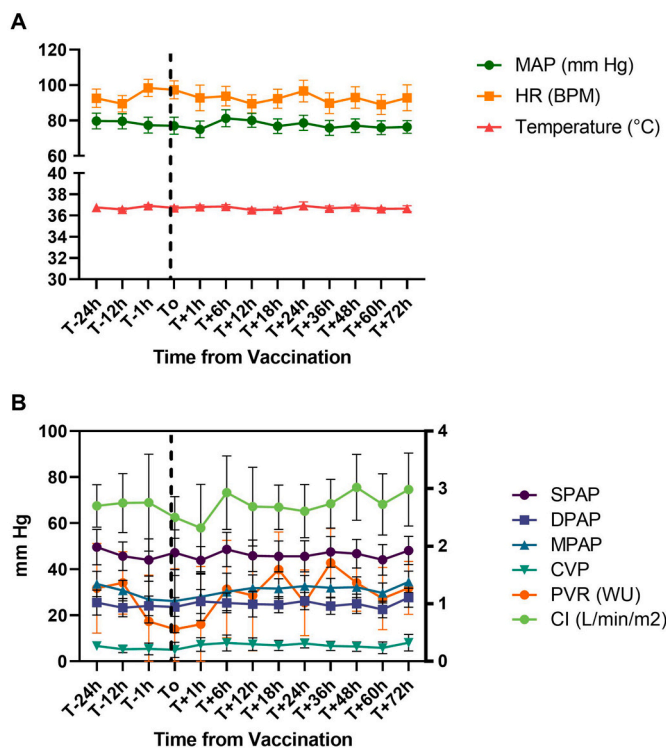 A
120
100
80
60
40
38
36
34
32
30
T-24h
T-12h
T-1h
To
T+1h
T+6h
T+12h
T+18h
T+24h
T+36h
T+48h
T+60h
T+72h
Time from Vaccination
MAP (mm Hg)
HR (BPM)
Temperature (°C)
B
mm Hg
100
80
60
40
20
0
4
3
2
1
0
T-24h
T-12h
T-1h
To
T+1h
T+6h
T+12h
T+18h
T+24h
T+36h
T+48h
T+60h
T+72h
Time from Vaccination
SPAP
DPAP
MPAP
CVP
PVR (WU)
CI (L/min/m2)